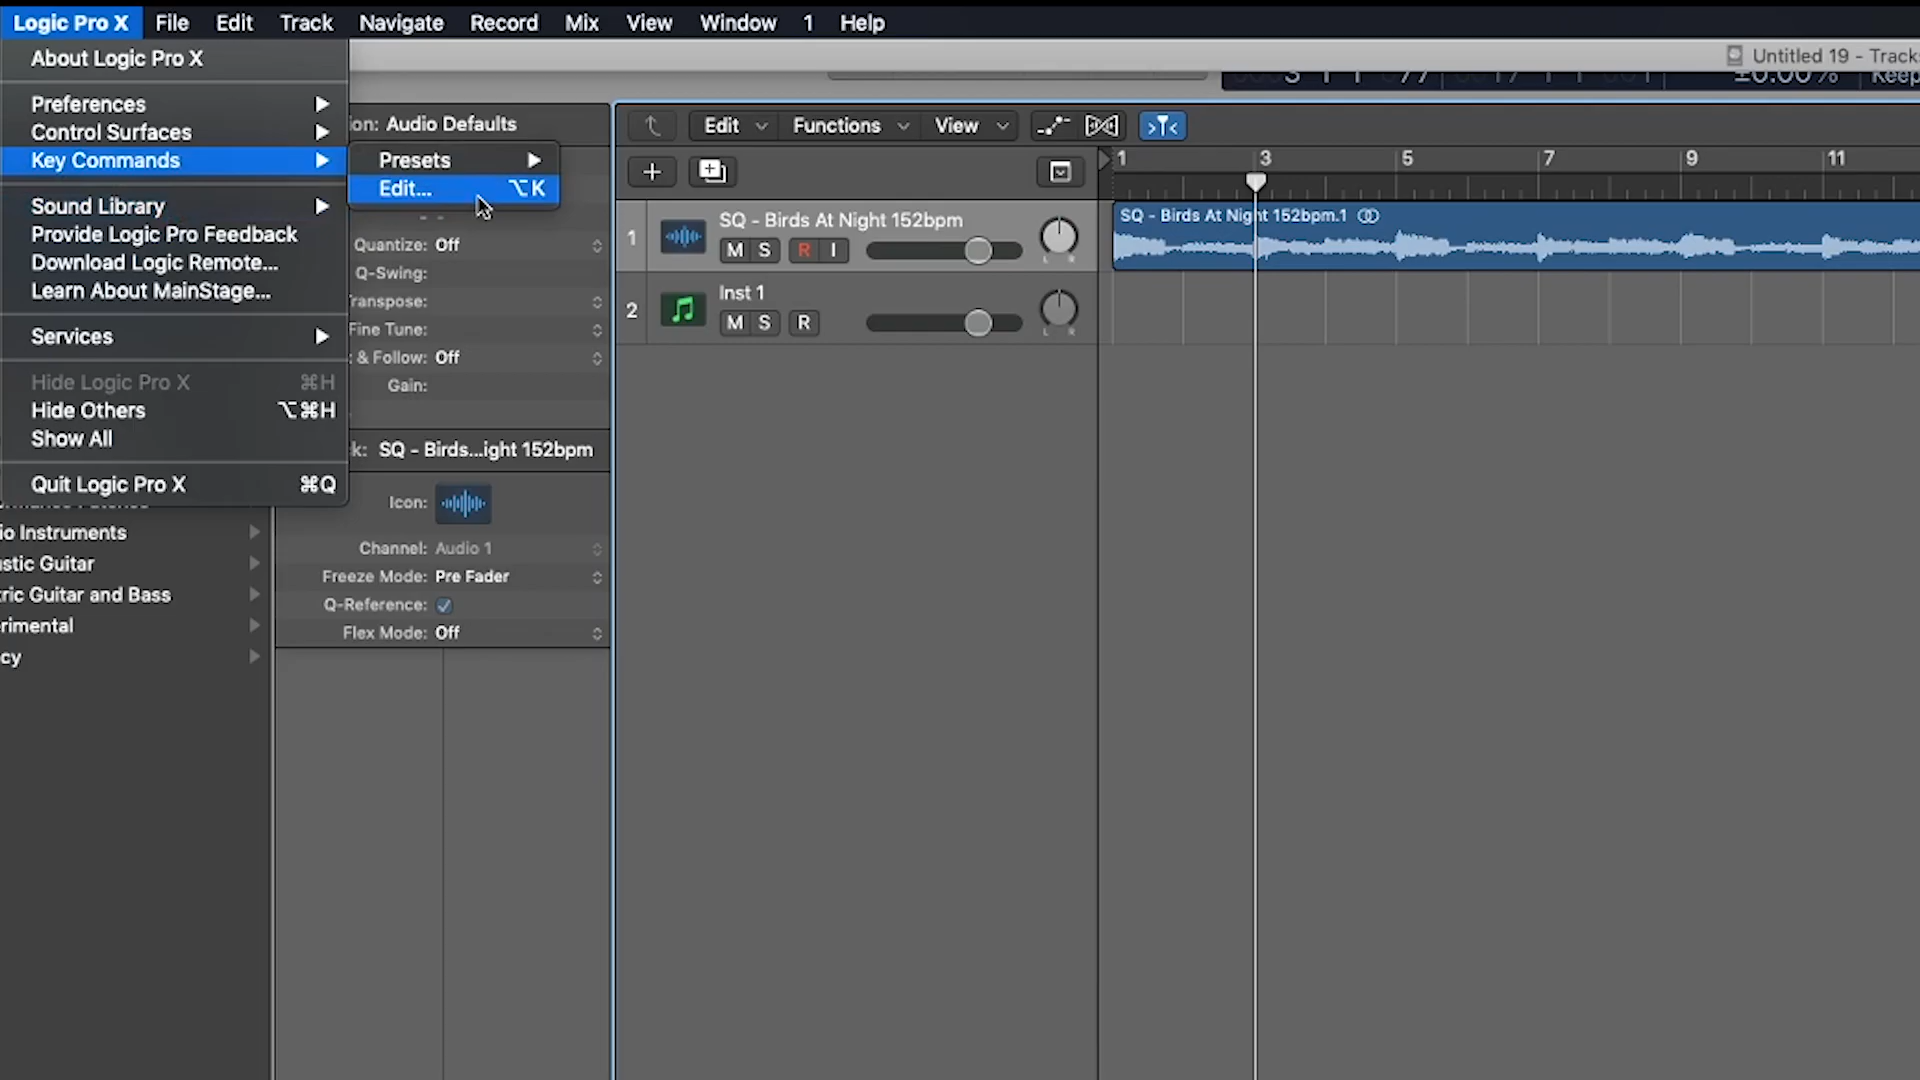 Logic Pro X File Edit Track Navigate Record Mix View Window 1 Help
About Logic Pro X
Preferences
Control Surfaces
Key Commands
Sound Library
Provide Logic Pro Feedback
Download Logic Remote...
Learn About MainStage...
Services
Hide Logic Pro X ⌘H
Hide Others ⌥⌘H
Show All
Quit Logic Pro X ⌘Q
Presets
Edit... ⌥K
Untitled 19 - Tracks
Keep
on: Audio Defaults
Quantize: Off
Q-Swing:
ranspose:
Fine Tune:
& Follow: Off
Gain:
k: SQ - Birds...ight 152bpm
Icon:
Channel: Audio 1
Freeze Mode: Pre Fader
Q-Reference:
Flex Mode: Off
io Instruments
stic Guitar
ric Guitar and Bass
rimental
cy
Edit Functions View
1 3 5 7 9 11
1 SQ - Birds At Night 152bpm
M S R I
L R
2 Inst 1
M S R
L R
SQ - Birds At Night 152bpm.1